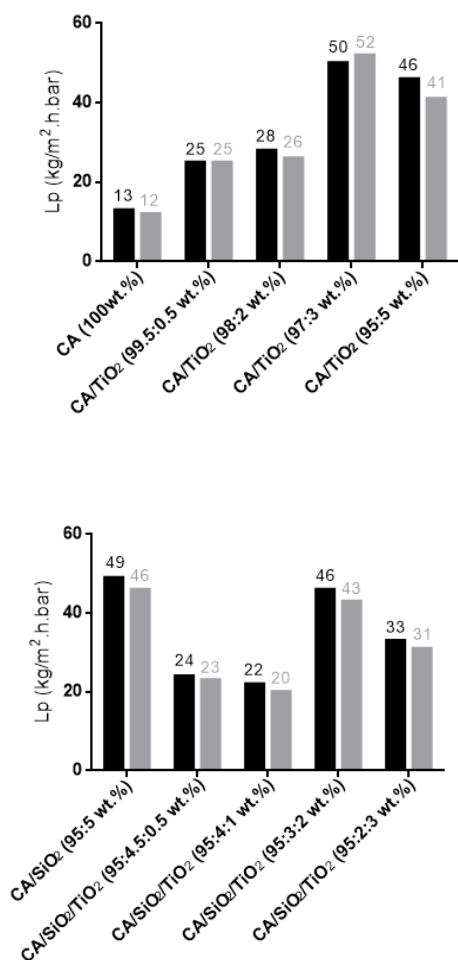 Lp (kg/m².h.bar)
60
40
20
0
13
12
25
25
28
26
50
52
46
41
CA (100wt.%)
CA/TiO₂ (99.5:0.5 wt.%)
CA/TiO₂ (98:2 wt.%)
CA/TiO₂ (97:3 wt.%)
CA/TiO₂ (95:5 wt.%)
Lp (kg/m².h.bar)
60
40
20
0
49
46
24
23
22
20
46
43
33
31
CA/SiO₂ (95:5 wt.%)
CA/SiO₂/TiO₂ (95:4.5:0.5 wt.%)
CA/SiO₂/TiO₂ (95:4:1 wt.%)
CA/SiO₂/TiO₂ (95:3:2 wt.%)
CA/SiO₂/TiO₂ (95:2:3 wt.%)